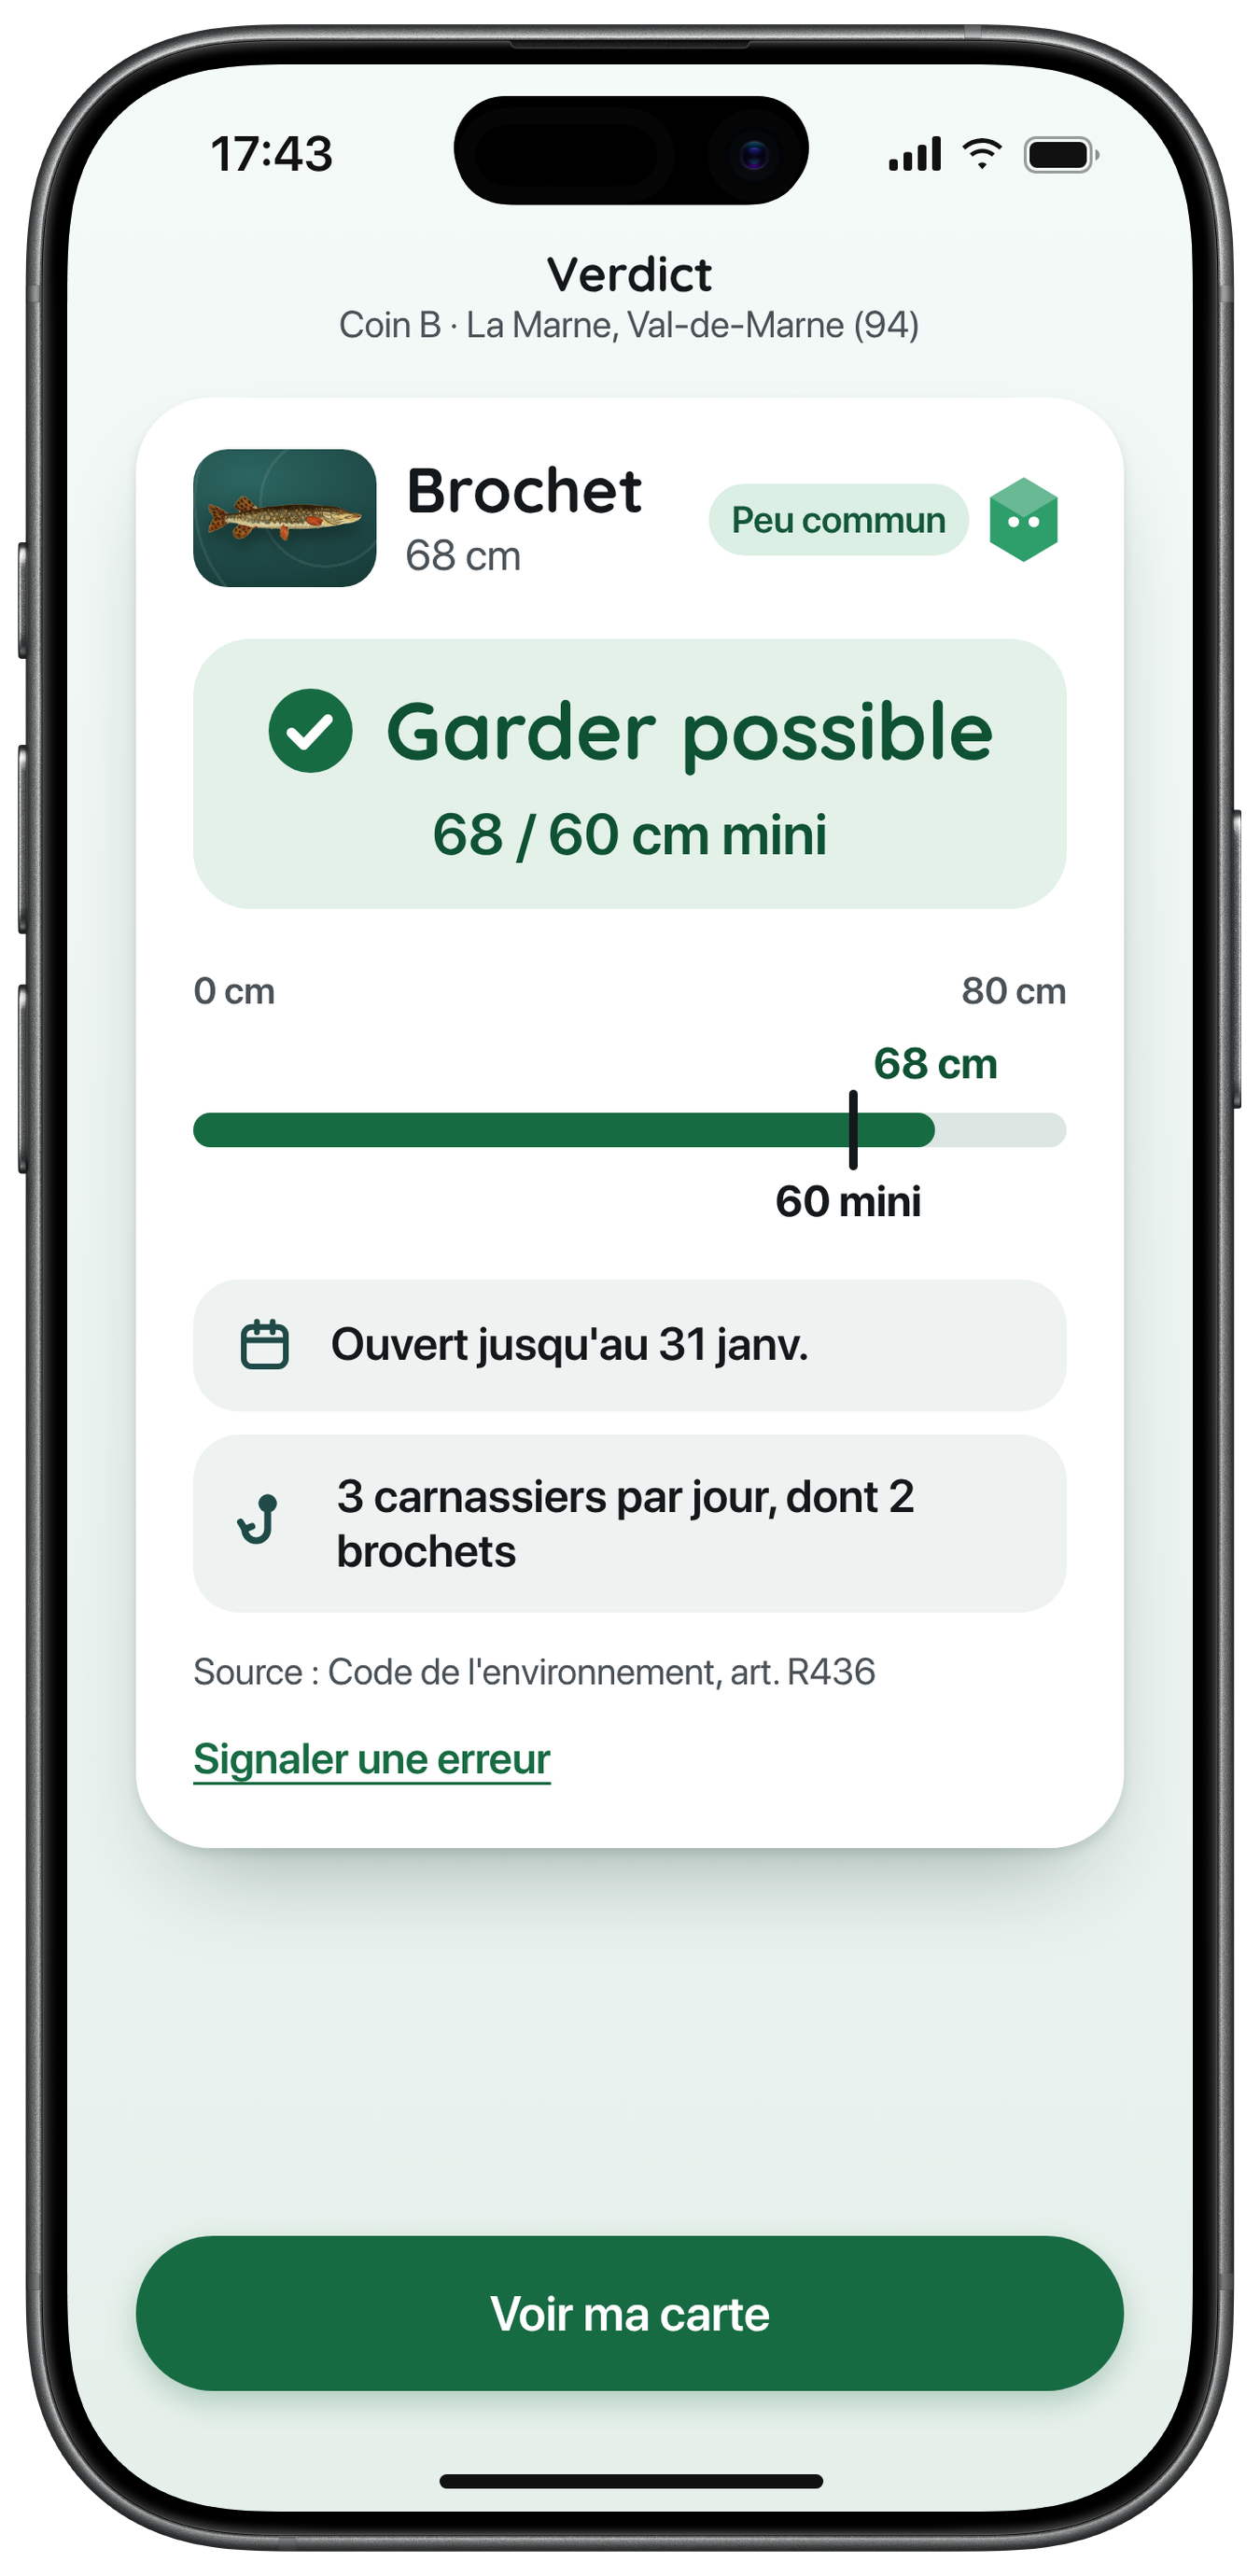 17:43
Verdict
Coin B · La Marne, Val-de-Marne (94)
Brochet
68 cm
Peu commun
Garder possible
68 / 60 cm mini
0 cm
80 cm
68 cm
60 mini
Ouvert jusqu'au 31 janv.
3 carnassiers par jour, dont 2
brochets
Source : Code de l'environnement, art. R436
Signaler une erreur
Voir ma carte